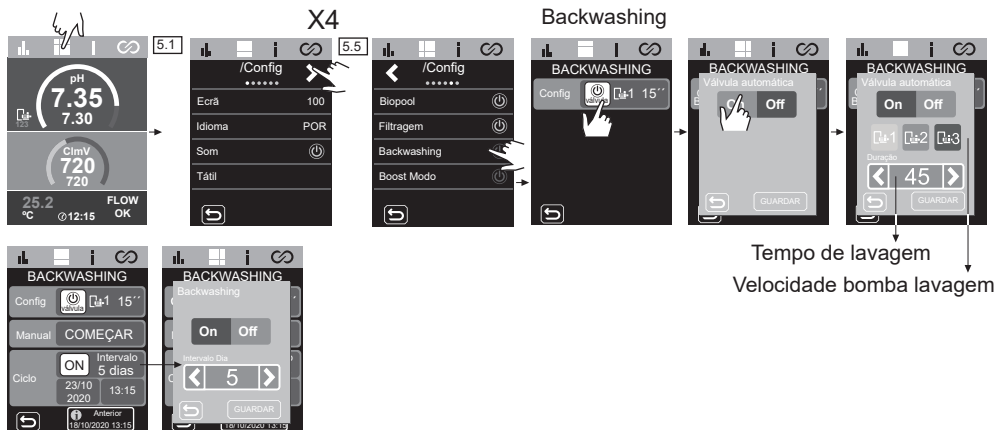 X4
Backwashing
5.1
pH
7.35
7.30
123
ClmV
720
720
25.2
ºC
12:15
FLOW
OK
/Config
Ecrã 100
Idioma POR
Som
Tátil
5.5
/Config
Biopool
Filtragem
Backwashing
Boost Modo
BACKWASHING
Config válvula 1 15´´
BACKWASHING
Válvula automática
Off
GUARDAR
BACKWASHING
Válvula automática
On Off
1 2 3
Duração
45
GUARDAR
Tempo de lavagem
Velocidade bomba lavagem
BACKWASHING
Config válvula 1 15´´
Manual COMEÇAR
Ciclo ON Intervalo
5 dias
23/10
2020
13:15
Anterior
18/10/2020 13:15
BACKWASHING
Backwashing
On Off
Intervalo Dia
5
GUARDAR
18/10/2020 13:15